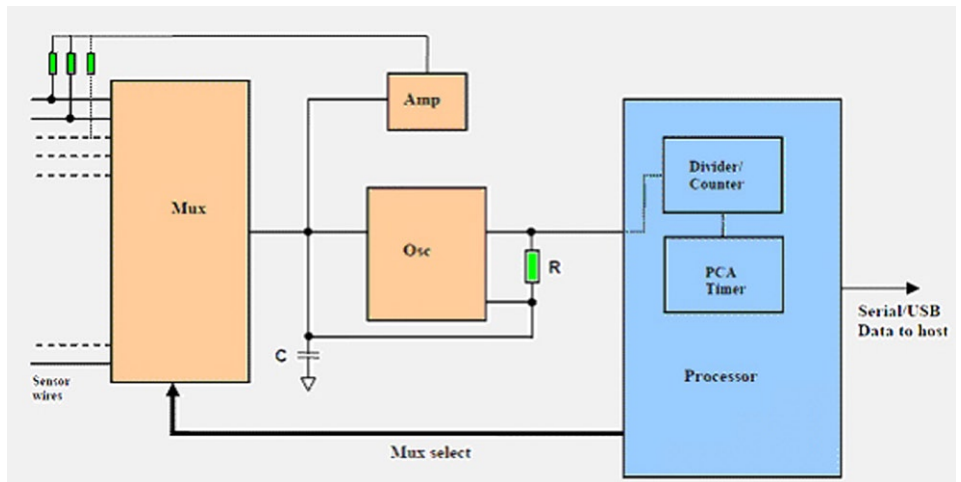 Amp
Divider/
Counter
Mux
Osc
R
PCA
Timer
Serial/USB
Data to host
C
Sensor
wires
Processor
Mux select